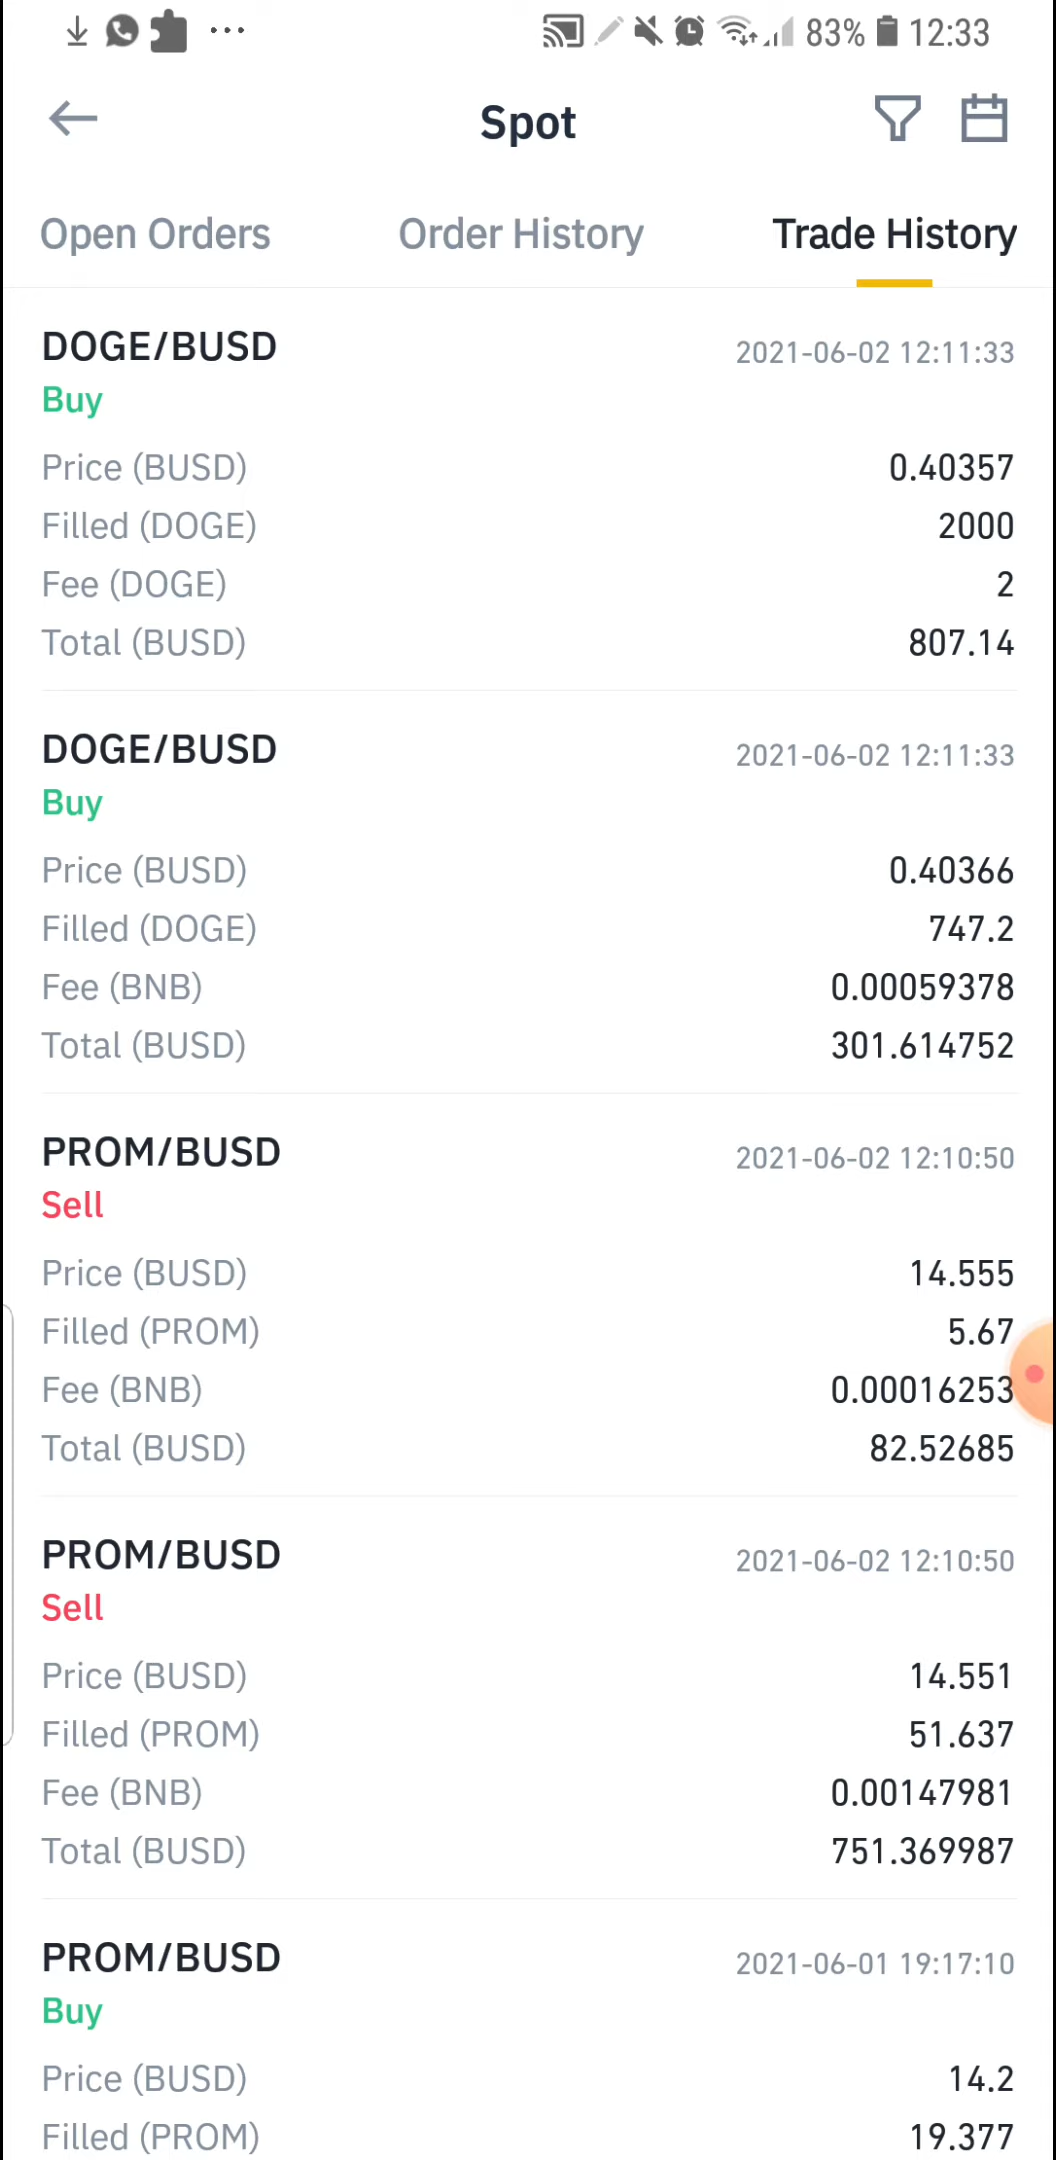 83% 12:33
Spot
Open Orders Order History Trade History
DOGE/BUSD 2021-06-02 12:11:33
Buy
Price (BUSD) 0.40357
Filled (DOGE) 2000
Fee (DOGE) 2
Total (BUSD) 807.14
DOGE/BUSD 2021-06-02 12:11:33
Buy
Price (BUSD) 0.40366
Filled (DOGE) 747.2
Fee (BNB) 0.00059378
Total (BUSD) 301.614752
PROM/BUSD 2021-06-02 12:10:50
Sell
Price (BUSD) 14.555
Filled (PROM) 5.67
Fee (BNB) 0.00016253
Total (BUSD) 82.52685
PROM/BUSD 2021-06-02 12:10:50
Sell
Price (BUSD) 14.551
Filled (PROM) 51.637
Fee (BNB) 0.00147981
Total (BUSD) 751.369987
PROM/BUSD 2021-06-01 19:17:10
Buy
Price (BUSD) 14.2
Filled (PROM) 19.377